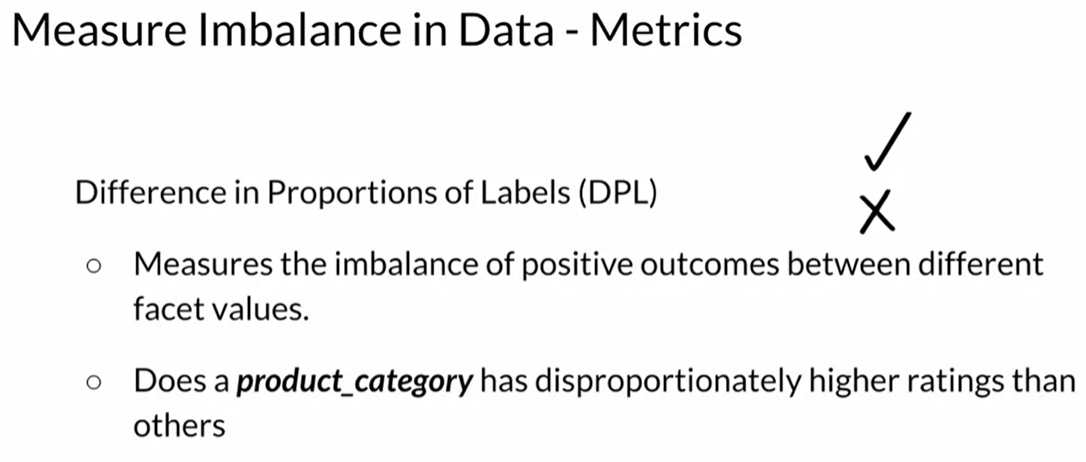 Measure Imbalance in Data - Metrics
Difference in Proportions of Labels (DPL)
○ Measures the imbalance of positive outcomes between different
facet values.
○ Does a product_category has disproportionately higher ratings than
others